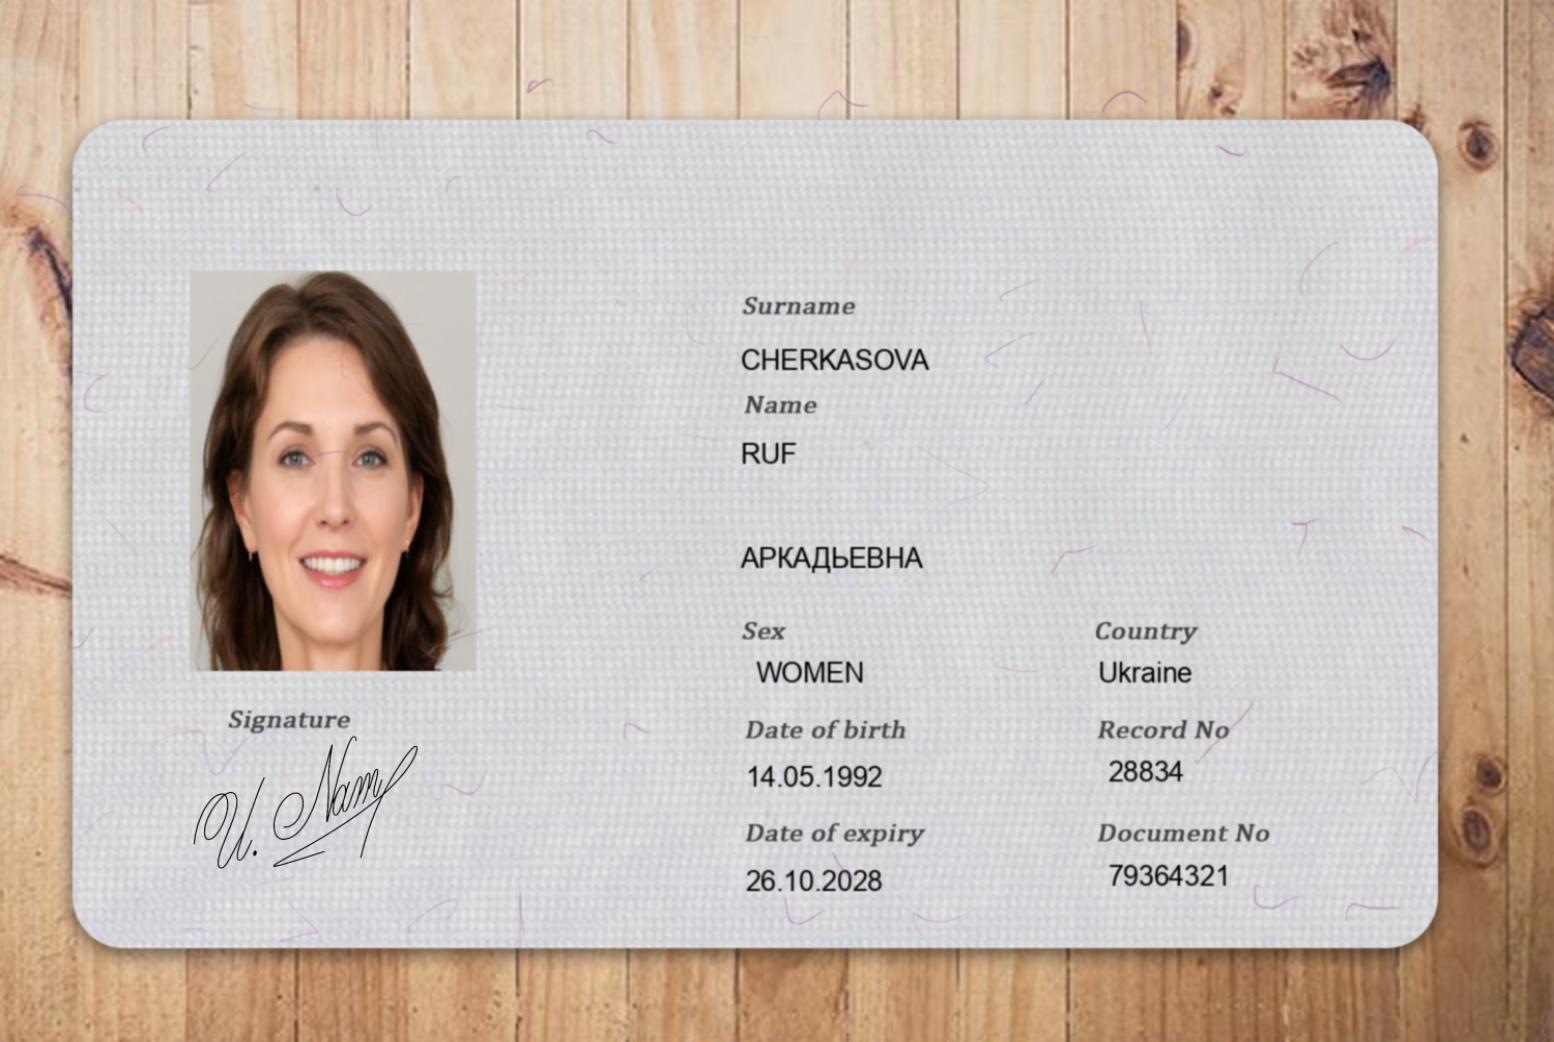 Surname
CHERKASOVA
Name
RUF
АРКАДЬЕВНА
Sex Country
WOMEN Ukraine
Date of birth Record No
14.05.1992 28834
Date of expiry Document No
26.10.2028 79364321
Signature
U. Namy